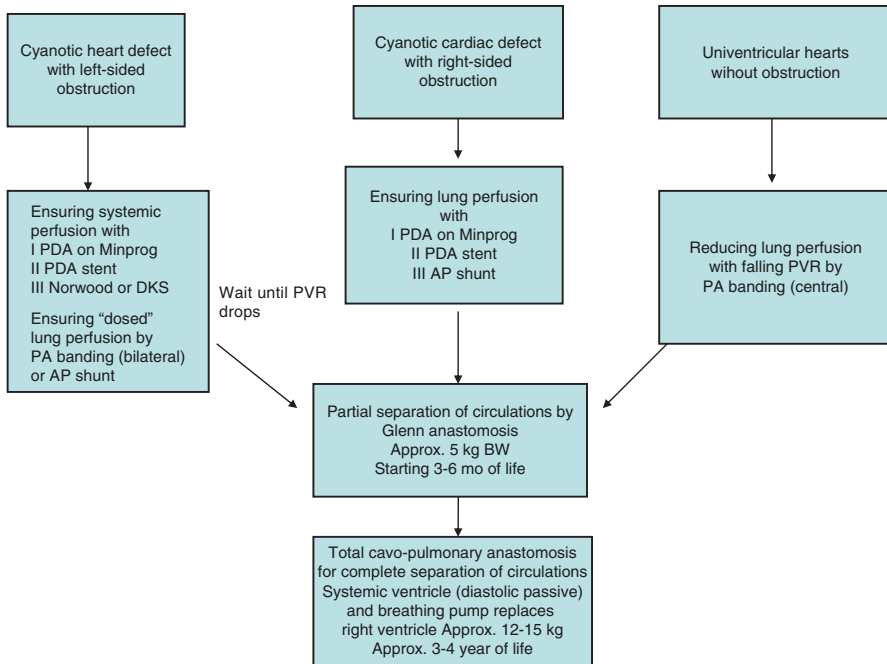 Cyanotic heart defect
with left-sided
obstruction
Cyanotic cardiac defect
with right-sided
obstruction
Univentricular hearts
wihout obstruction
Ensuring systemic
perfusion with
I PDA on Minprog
II PDA stent
III Norwood or DKS
Ensuring “dosed”
lung perfusion by
PA banding (bilateral)
or AP shunt
Wait until PVR
drops
Ensuring lung perfusion
with
I PDA on Minprog
II PDA stent
III AP shunt
Reducing lung perfusion
with falling PVR by
PA banding (central)
Partial separation of circulations by
Glenn anastomosis
Approx. 5 kg BW
Starting 3-6 mo of life
Total cavo-pulmonary anastomosis
for complete separation of circulations
Systemic ventricle (diastolic passive)
and breathing pump replaces
right ventricle Approx. 12-15 kg
Approx. 3-4 year of life